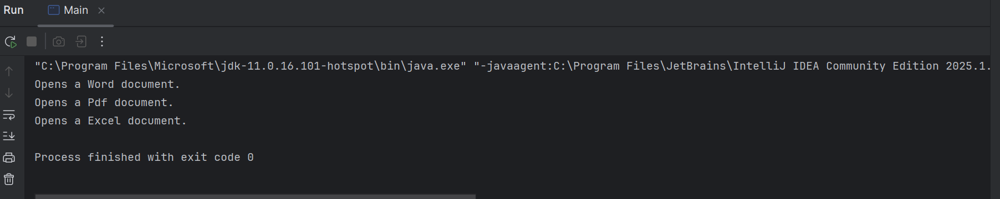 Run Main
"C:\Program Files\Microsoft\jdk-11.0.16.101-hotspot\bin\java.exe" "-javaagent:C:\Program Files\JetBrains\IntelliJ IDEA Community Edition 2025.1.
Opens a Word document.
Opens a Pdf document.
Opens a Excel document.
Process finished with exit code 0